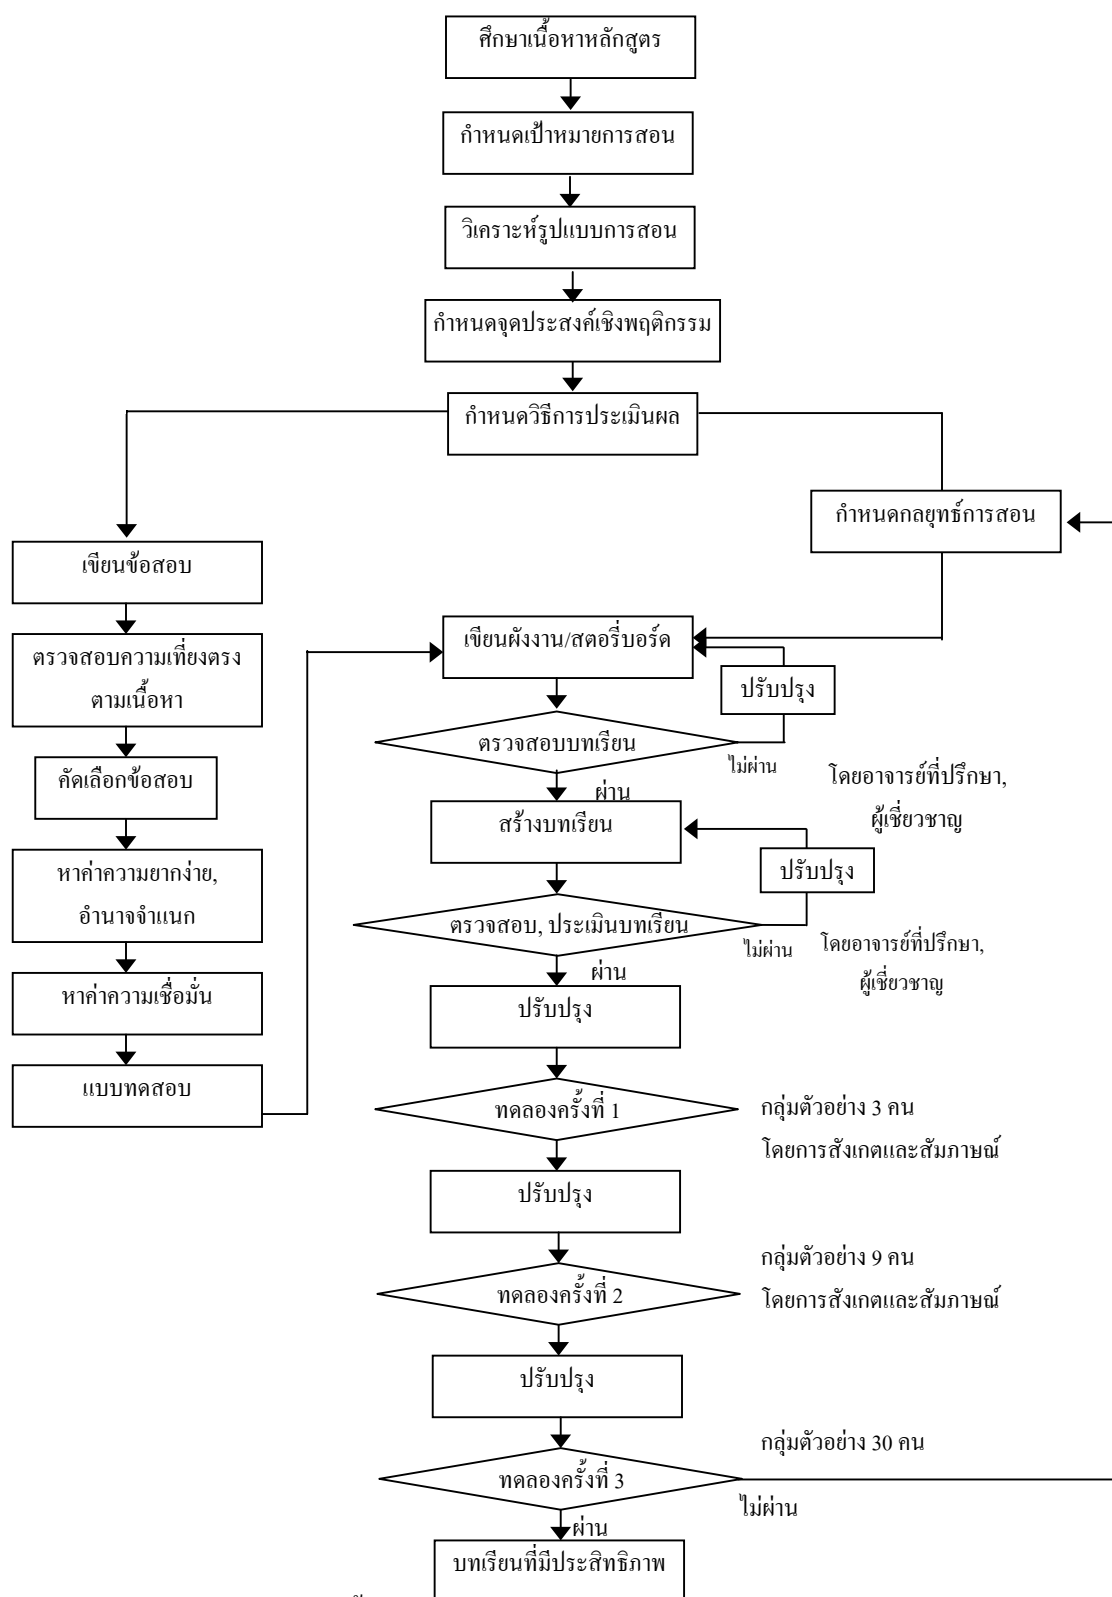 ศึกษาเนื้อหาหลักสูตร
กำหนดเป้าหมายการสอน
วิเคราะห์รูปแบบการสอน
กำหนดจุดประสงค์เชิงพฤติกรรม
กำหนดวิธีการประเมินผล
กำหนดกลยุทธ์การสอน
เขียนข้อสอบ
ตรวจสอบความเที่ยงตรง
ตามเนื้อหา
คัดเลือกข้อสอบ
หาค่าความยากง่าย,
อำนาจจำแนก
หาค่าความเชื่อมั่น
แบบทดสอบ
เขียนผังงาน/สตอรี่บอร์ด
ปรับปรุง
ตรวจสอบบทเรียน
ไม่ผ่าน
โดยอาจารย์ที่ปรึกษา,
ผู้เชี่ยวชาญ
ผ่าน
สร้างบทเรียน
ปรับปรุง
ตรวจสอบ, ประเมินบทเรียน
ไม่ผ่าน
โดยอาจารย์ที่ปรึกษา,
ผู้เชี่ยวชาญ
ผ่าน
ปรับปรุง
ทดลองครั้งที่ 1
กลุ่มตัวอย่าง 3 คน
โดยการสังเกตและสัมภาษณ์
ปรับปรุง
กลุ่มตัวอย่าง 9 คน
ทดลองครั้งที่ 2
โดยการสังเกตและสัมภาษณ์
ปรับปรุง
กลุ่มตัวอย่าง 30 คน
ทดลองครั้งที่ 3
ไม่ผ่าน
ผ่าน
บทเรียนที่มีประสิทธิภาพ